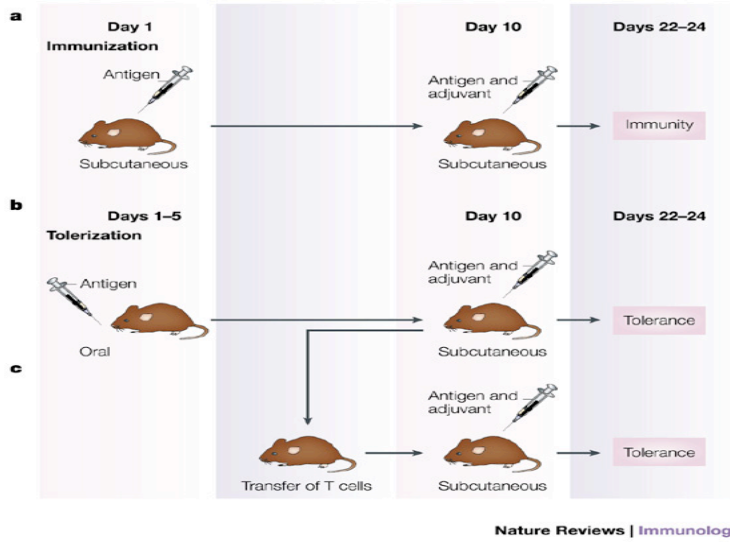 a
Day 1
Day 10
Days 22–24
Immunization
Antigen
Antigen and
adjuvant
Immunity
Subcutaneous
Subcutaneous
b
Days 1–5
Day 10
Days 22–24
Tolerization
Antigen
Antigen and
adjuvant
Tolerance
Oral
Subcutaneous
c
Antigen and
adjuvant
Tolerance
Transfer of T cells
Subcutaneous
Nature Reviews | Immunolog